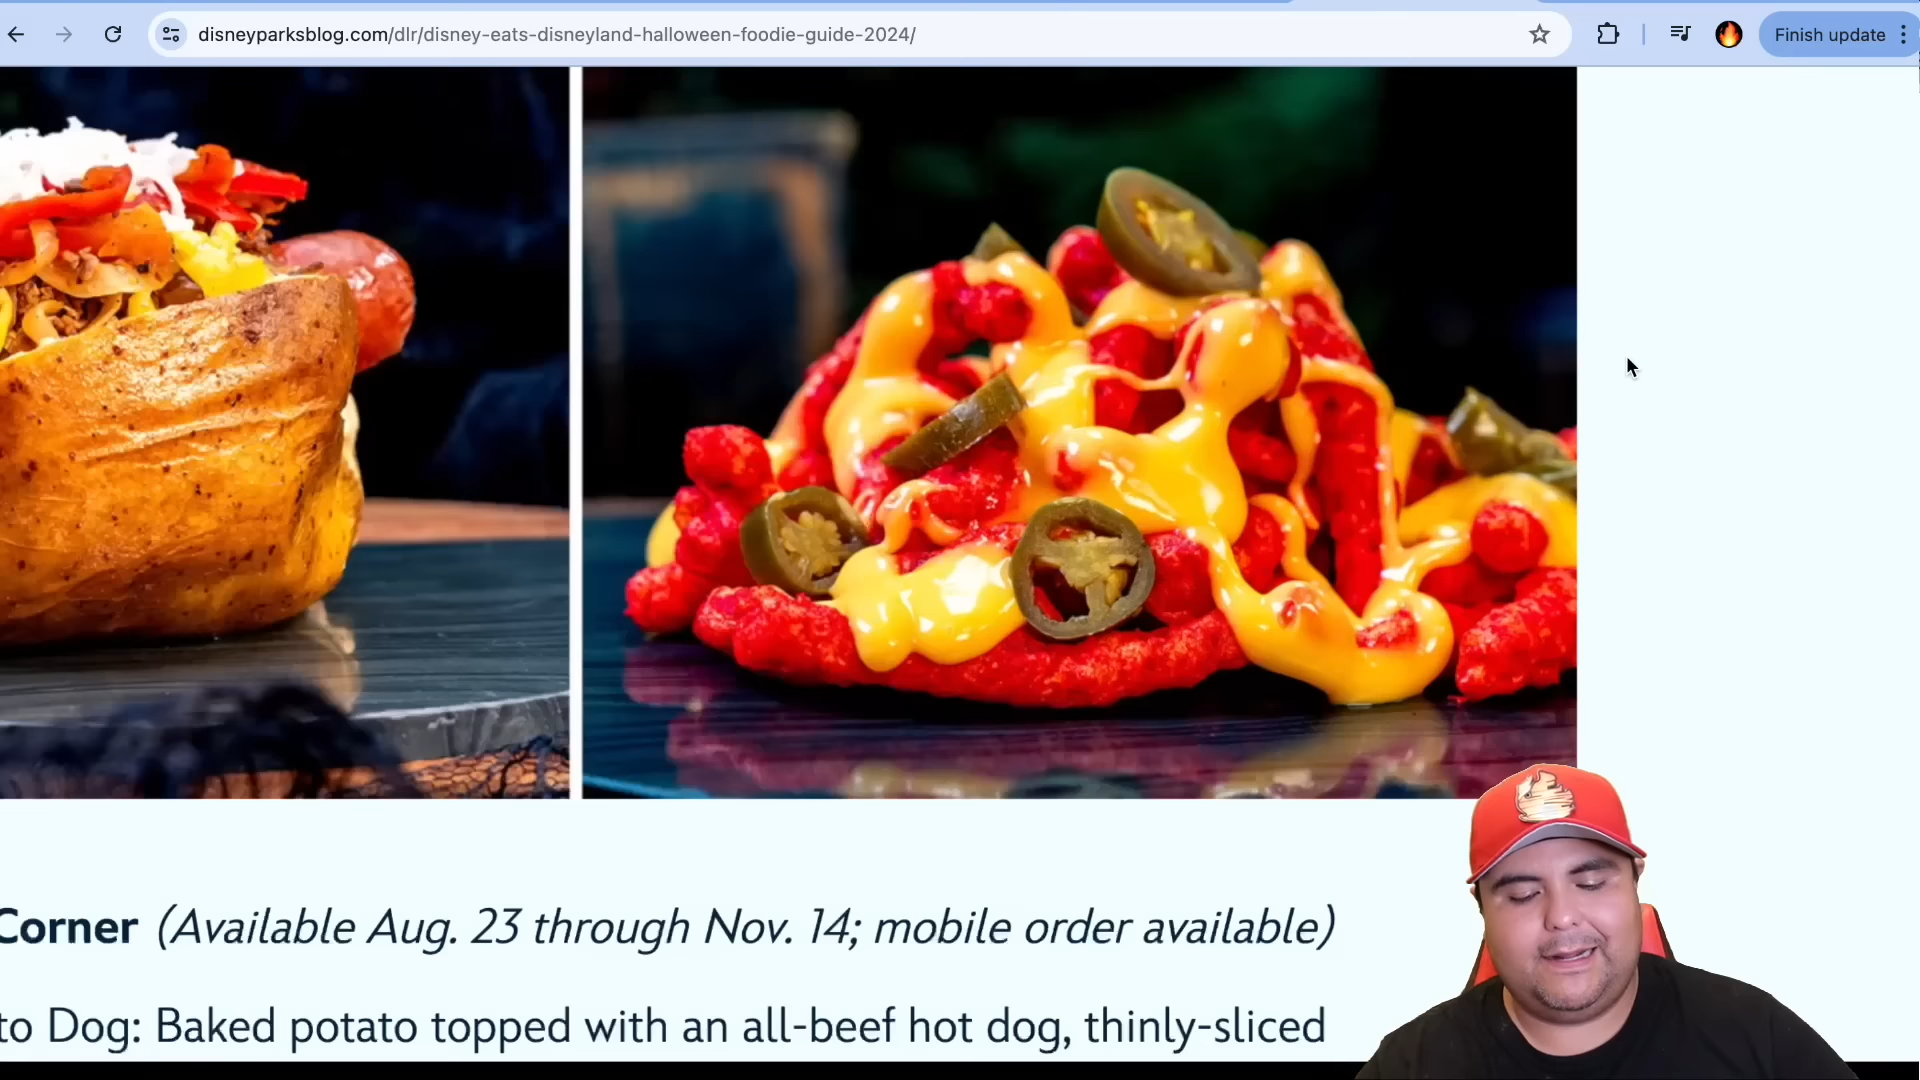 disneyparksblog.com/dlr/disney-eats-disneyland-halloween-foodie-guide-2024/
Finish update
Corner (Available Aug. 23 through Nov. 14; mobile order available)
to Dog: Baked potato topped with an all-beef hot dog, thinly-sliced